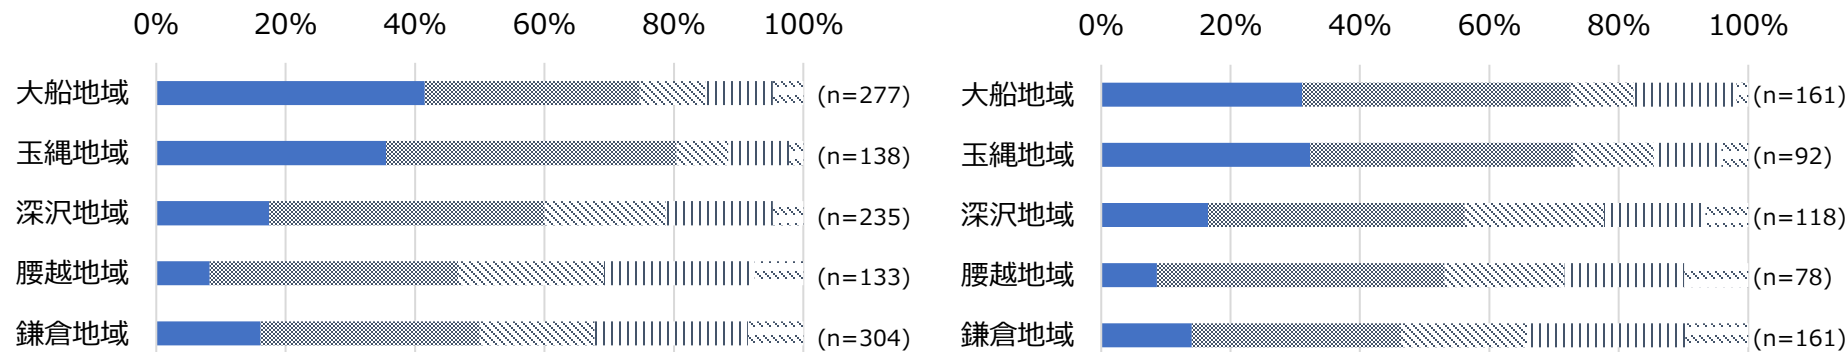 0% 20% 40% 60% 80% 100%
大船地域 (n=277)
玉縄地域 (n=138)
深沢地域 (n=235)
腰越地域 (n=133)
鎌倉地域 (n=304)
0% 20% 40% 60% 80% 100%
大船地域 (n=161)
玉縄地域 (n=92)
深沢地域 (n=118)
腰越地域 (n=78)
鎌倉地域 (n=161)